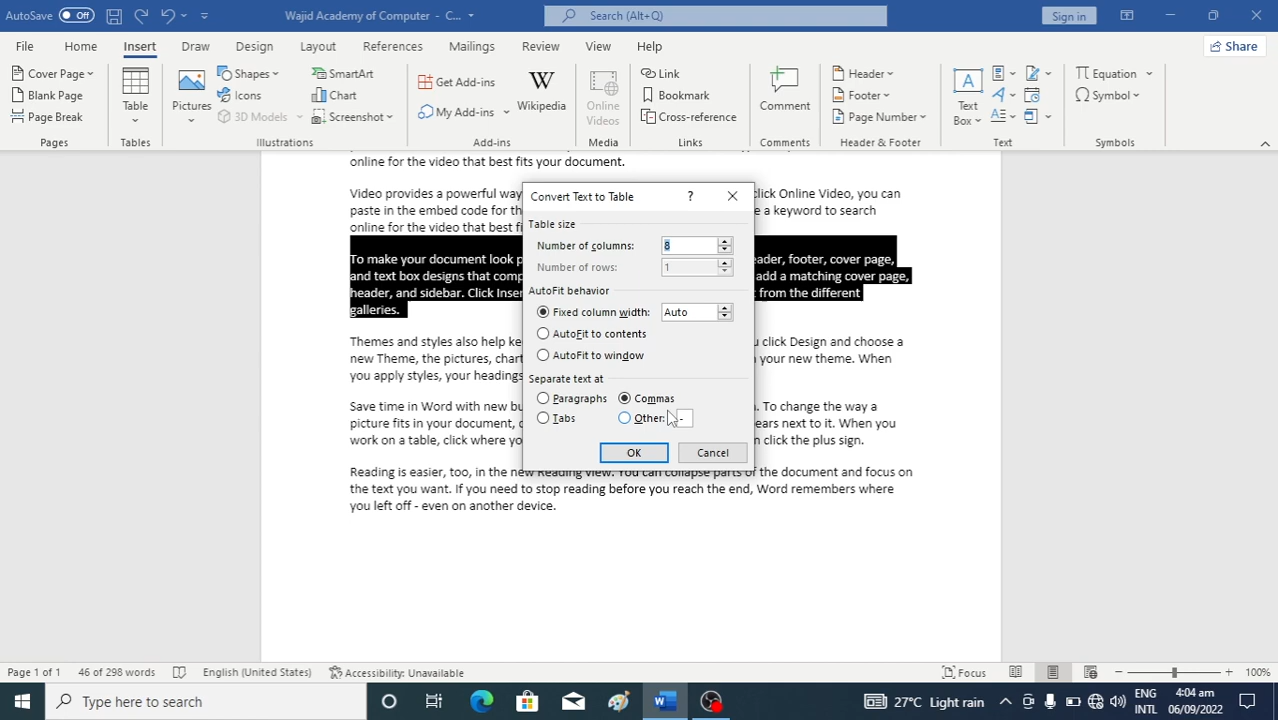 AutoSave Off
Wajid Academy of Computer - C...
Search (Alt+Q)
Sign in
File Home Insert Draw Design Layout References Mailings Review View Help
Share
Cover Page
Blank Page
Page Break
Pages
Table
Tables
Pictures
Shapes
Icons
3D Models
SmartArt
Chart
Screenshot
Illustrations
Get Add-ins
My Add-ins
Wikipedia
Add-ins
Online
Videos
Media
Link
Bookmark
Cross-reference
Links
Comment
Comments
Header
Footer
Page Number
Header & Footer
Text
Box
Text
Equation
Symbol
Symbols
online for the video that best fits your document.
Video provides a powerful way click Online Video, you can
paste in the embed code for th e a keyword to search
online for the video that best fi
To make your document look p eader, footer, cover page,
and text box designs that comp add a matching cover page,
header, and sidebar. Click Inser from the different
galleries.
Themes and styles also help ke u click Design and choose a
new Theme, the pictures, chart your new theme. When
you apply styles, your headings
Save time in Word with new bu . To change the way a
picture fits in your document, c ears next to it. When you
work on a table, click where yo n click the plus sign.
Reading is easier, too, in the new Reading view. You can collapse parts of the document and focus on
the text you want. If you need to stop reading before you reach the end, Word remembers where
you left off - even on another device.
Convert Text to Table ?
Table size
Number of columns: 8
Number of rows: 1
AutoFit behavior
Fixed column width: Auto
AutoFit to contents
AutoFit to window
Separate text at
Paragraphs Commas
Tabs Other: -
OK Cancel
Page 1 of 1 46 of 298 words English (United States) Accessibility: Unavailable
Focus 100%
Type here to search
27°C Light rain
ENG
INTL
4:04 am
06/09/2022